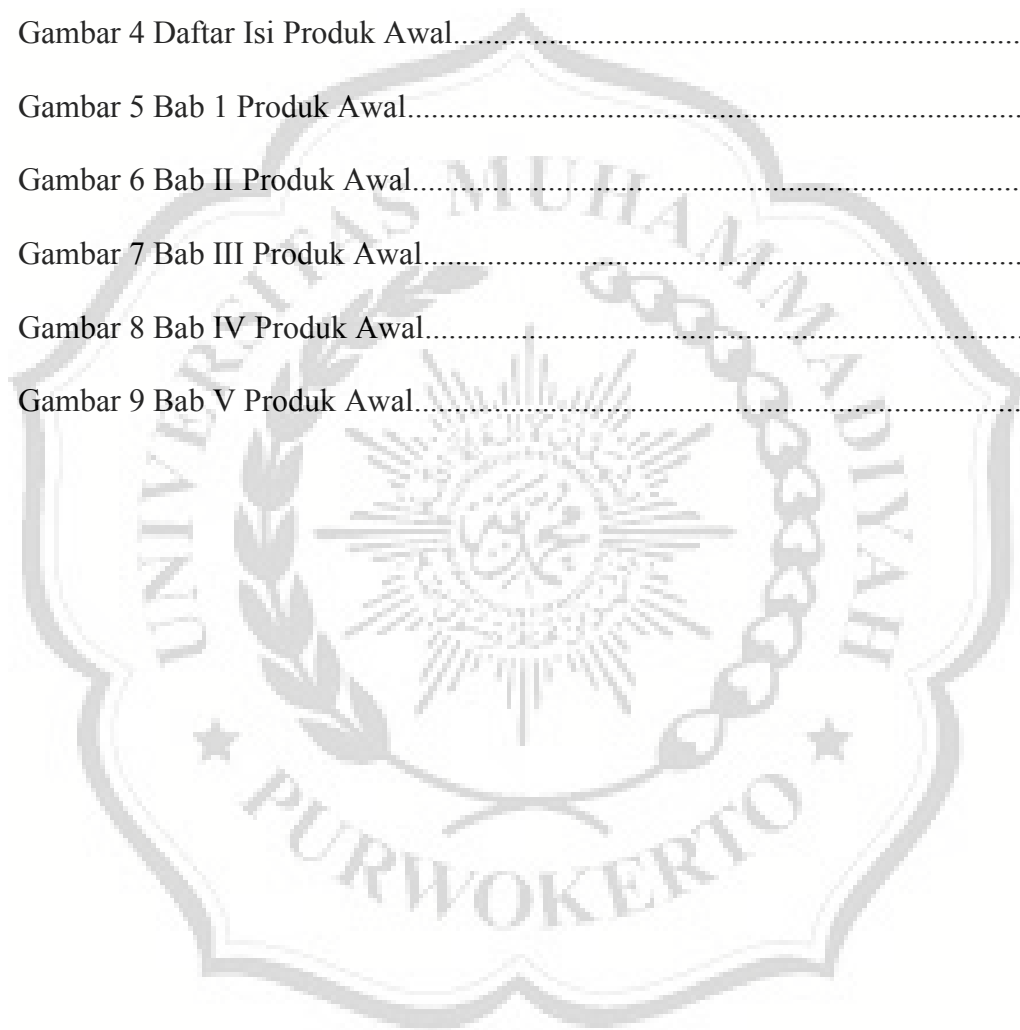 Gambar 4 Daftar Isi Produk Awal........................................................................
Gambar 5 Bab 1 Produk Awal..............................................................................
Gambar 6 Bab II Produk Awal.............................................................................
Gambar 7 Bab III Produk Awal...........................................................................
Gambar 8 Bab IV Produk Awal...........................................................................
Gambar 9 Bab V Produk Awal............................................................................
UNIVERSITAS MUHAMMADIYAH
PURWOKERTO